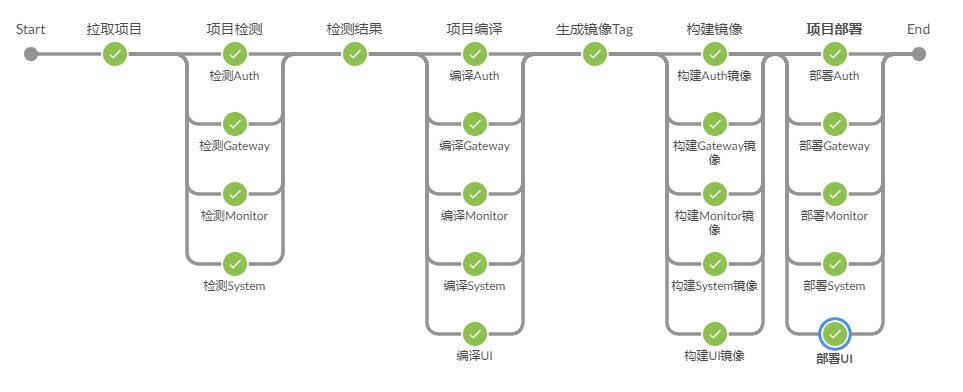 Start
拉取项目
项目检测
检测结果
项目编译
生成镜像Tag
构建镜像
项目部署
End
检测Auth
编译Auth
构建Auth镜像
部署Auth
检测Gateway
编译Gateway
构建Gateway镜
像
部署Gateway
检测Monitor
编译Monitor
构建Monitor镜
像
部署Monitor
检测System
编译System
构建System镜像
部署System
编译UI
构建UI镜像
部署UI